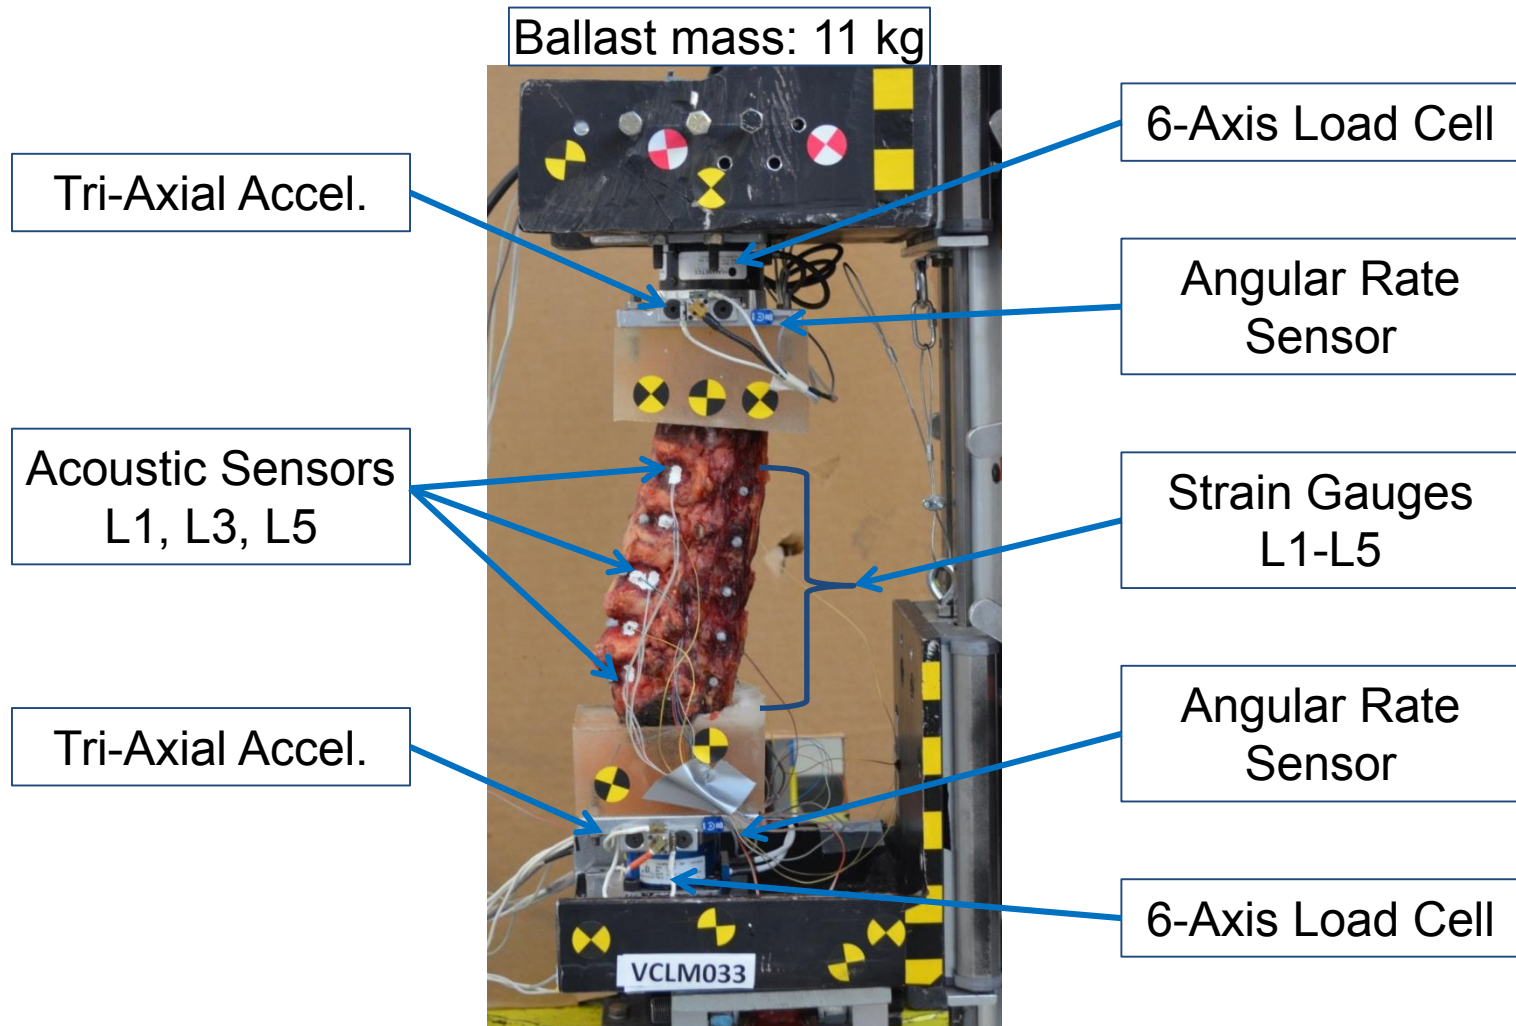 Ballast mass: 11 kg
6-Axis Load Cell
Tri-Axial Accel.
Angular Rate
Sensor
Acoustic Sensors
L1, L3, L5
Strain Gauges
L1-L5
Tri-Axial Accel.
Angular Rate
Sensor
6-Axis Load Cell
VCLM033